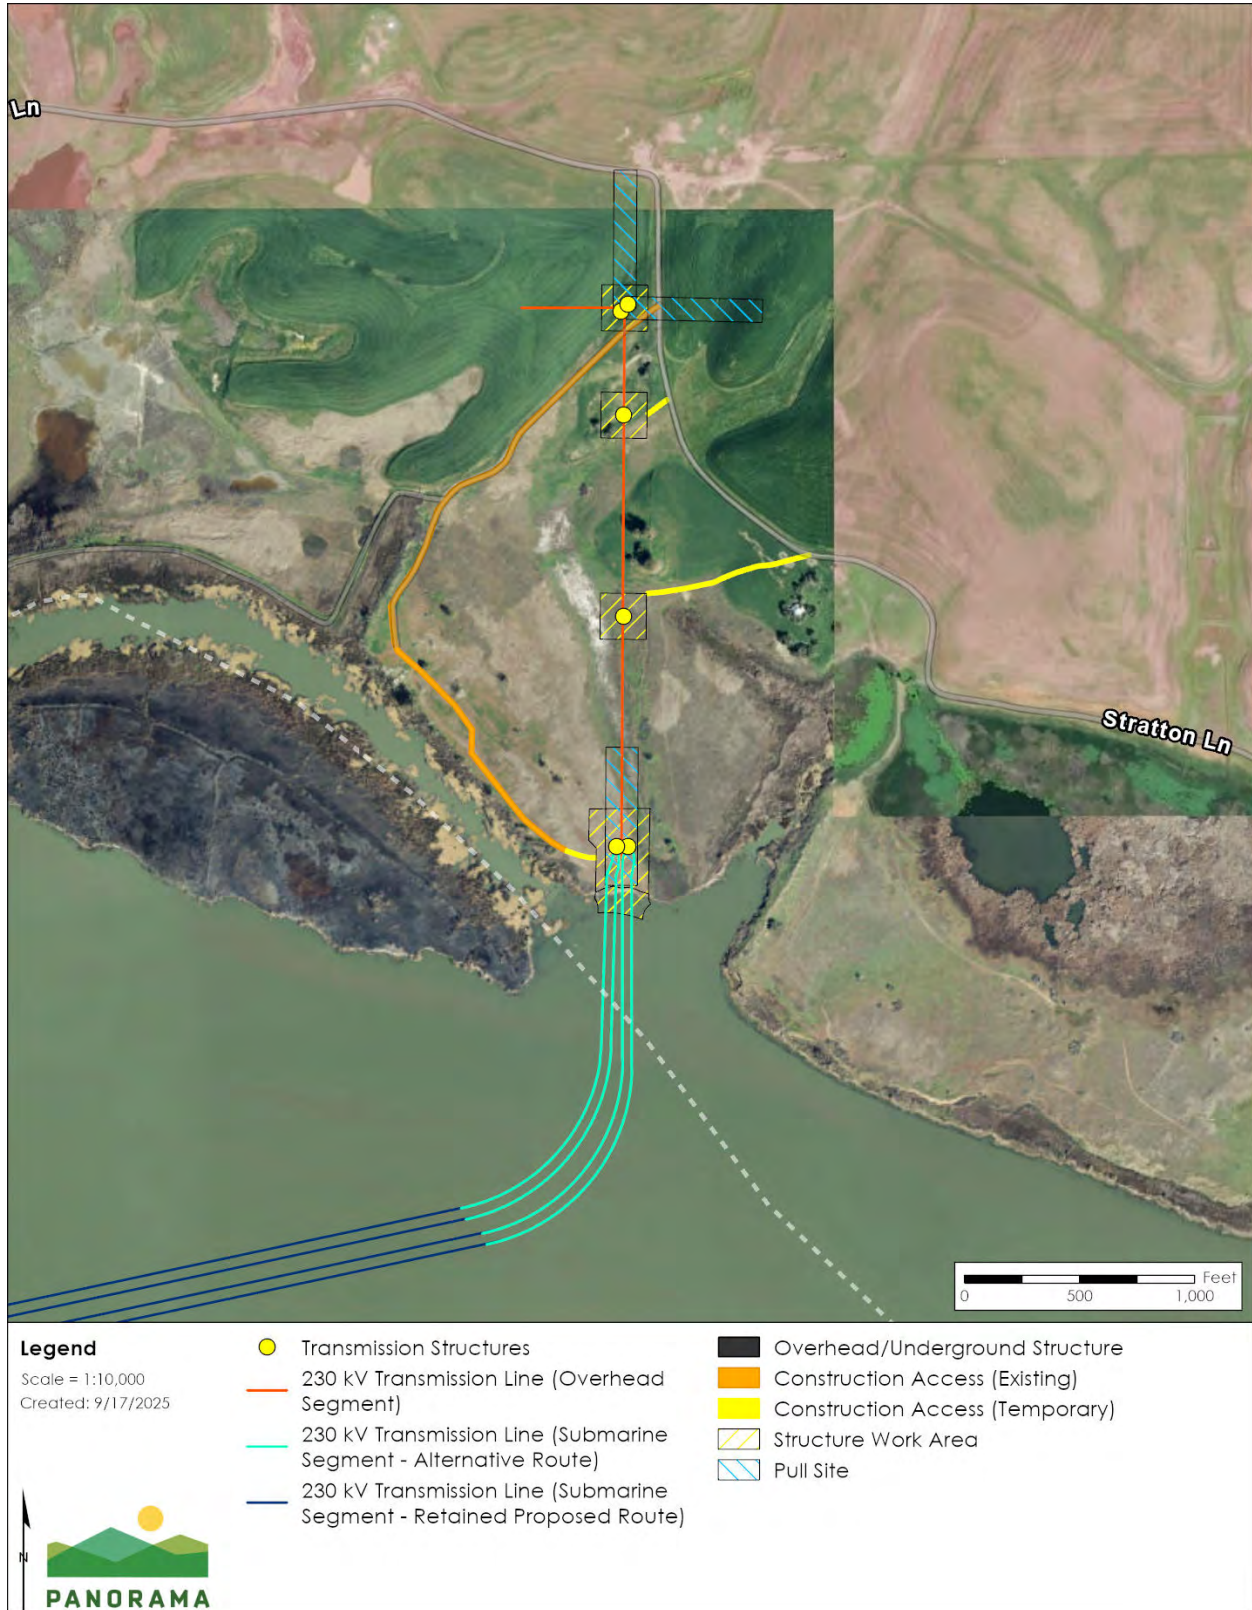 Ln
Stratton Ln
Feet
0 500 1,000
Legend
Scale = 1:10,000
Created: 9/17/2025
N
PANORAMA
Transmission Structures
230 kV Transmission Line (Overhead
Segment)
230 kV Transmission Line (Submarine
Segment - Alternative Route)
230 kV Transmission Line (Submarine
Segment - Retained Proposed Route)
Overhead/Underground Structure
Construction Access (Existing)
Construction Access (Temporary)
Structure Work Area
Pull Site